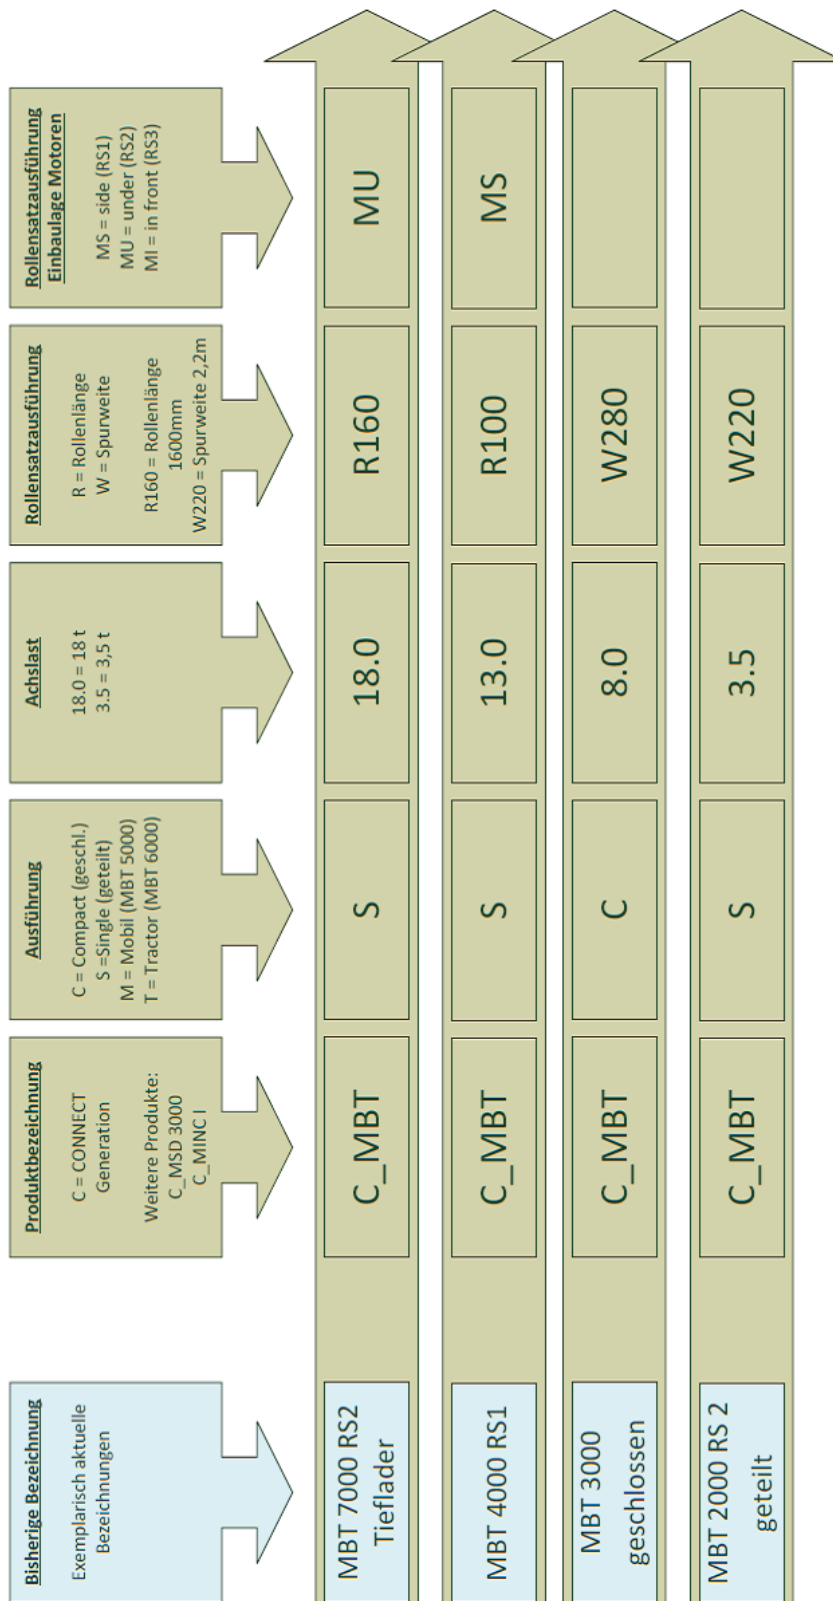 Bisherige Bezeichnung
Exemplarisch aktuelle
Bezeichnungen
Produktbezeichnung
C = CONNECT
Generation
Weitere Produkte:
C_MSD 3000
C_MINC I
Ausführung
C = Compact (geschl.)
S =Single (geteilt)
M = Mobil (MBT 5000)
T = Tractor (MBT 6000)
Achslast
18.0 = 18 t
3.5 = 3,5 t
Rollensatzausführung
R = Rollenlänge
W = Spurweite
R160 = Rollenlänge
1600mm
W220 = Spurweite 2,2m
Rollensatzausführung
Einbaulage Motoren
MS = side (RS1)
MU = under (RS2)
MI = in front (RS3)
MBT 7000 RS2
Tieflader
C_MBT
S
18.0
R160
MU
MBT 4000 RS1
C_MBT
S
13.0
R100
MS
MBT 3000
geschlossen
C_MBT
C
8.0
W280
MBT 2000 RS 2
geteilt
C_MBT
S
3.5
W220